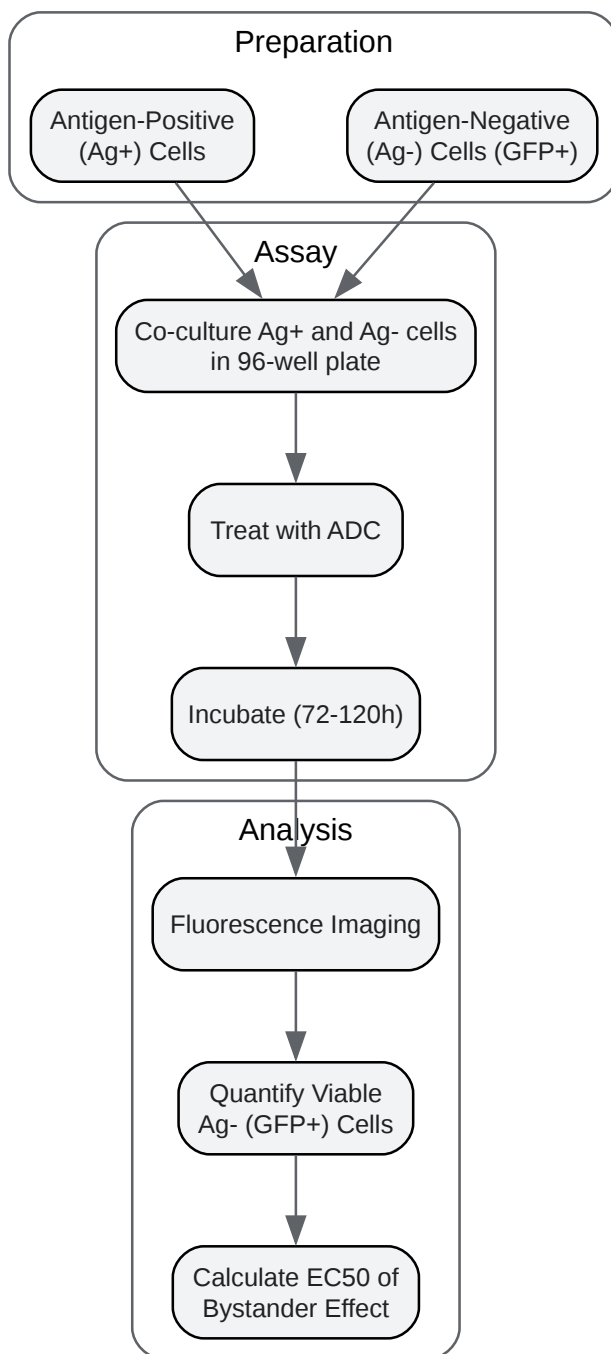 Preparation
Antigen-Positive
(Ag+) Cells
Antigen-Negative
(Ag-) Cells (GFP+)
Assay
Co-culture Ag+ and Ag- cells
in 96-well plate
Treat with ADC
Incubate (72-120h)
Analysis
Fluorescence Imaging
Quantify Viable
Ag- (GFP+) Cells
Calculate EC50 of
Bystander Effect